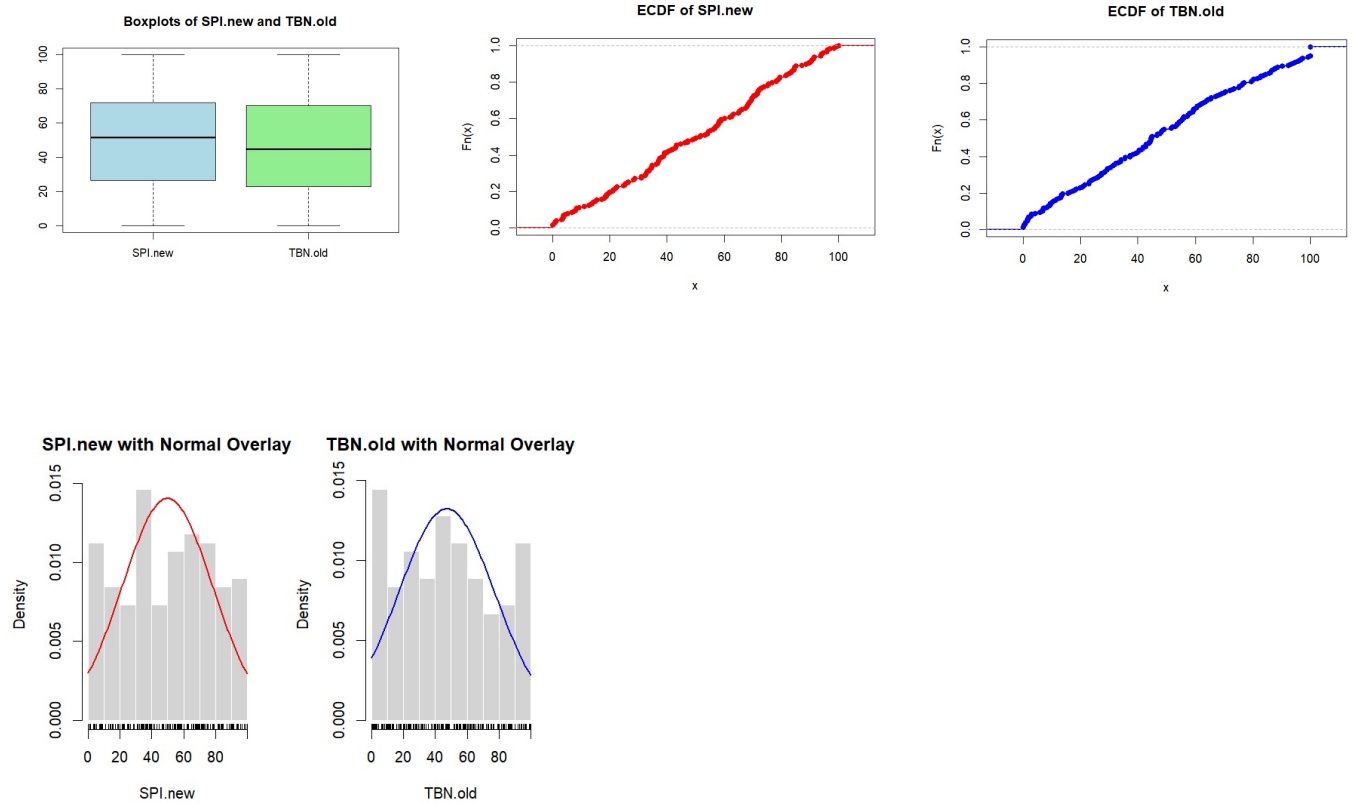 Boxplots of SPI.new and TBN.old
0 20 40 60 80 100
SPI.new TBN.old
ECDF of SPI.new
Fn(x)
0.0 0.2 0.4 0.6 0.8 1.0
0 20 40 60 80 100
x
ECDF of TBN.old
Fn(x)
0.0 0.2 0.4 0.6 0.8 1.0
0 20 40 60 80 100
x
SPI.new with Normal Overlay
Density
0.000 0.005 0.010 0.015
0 20 40 60 80
SPI.new
TBN.old with Normal Overlay
Density
0.000 0.005 0.010 0.015
0 20 40 60 80
TBN.old